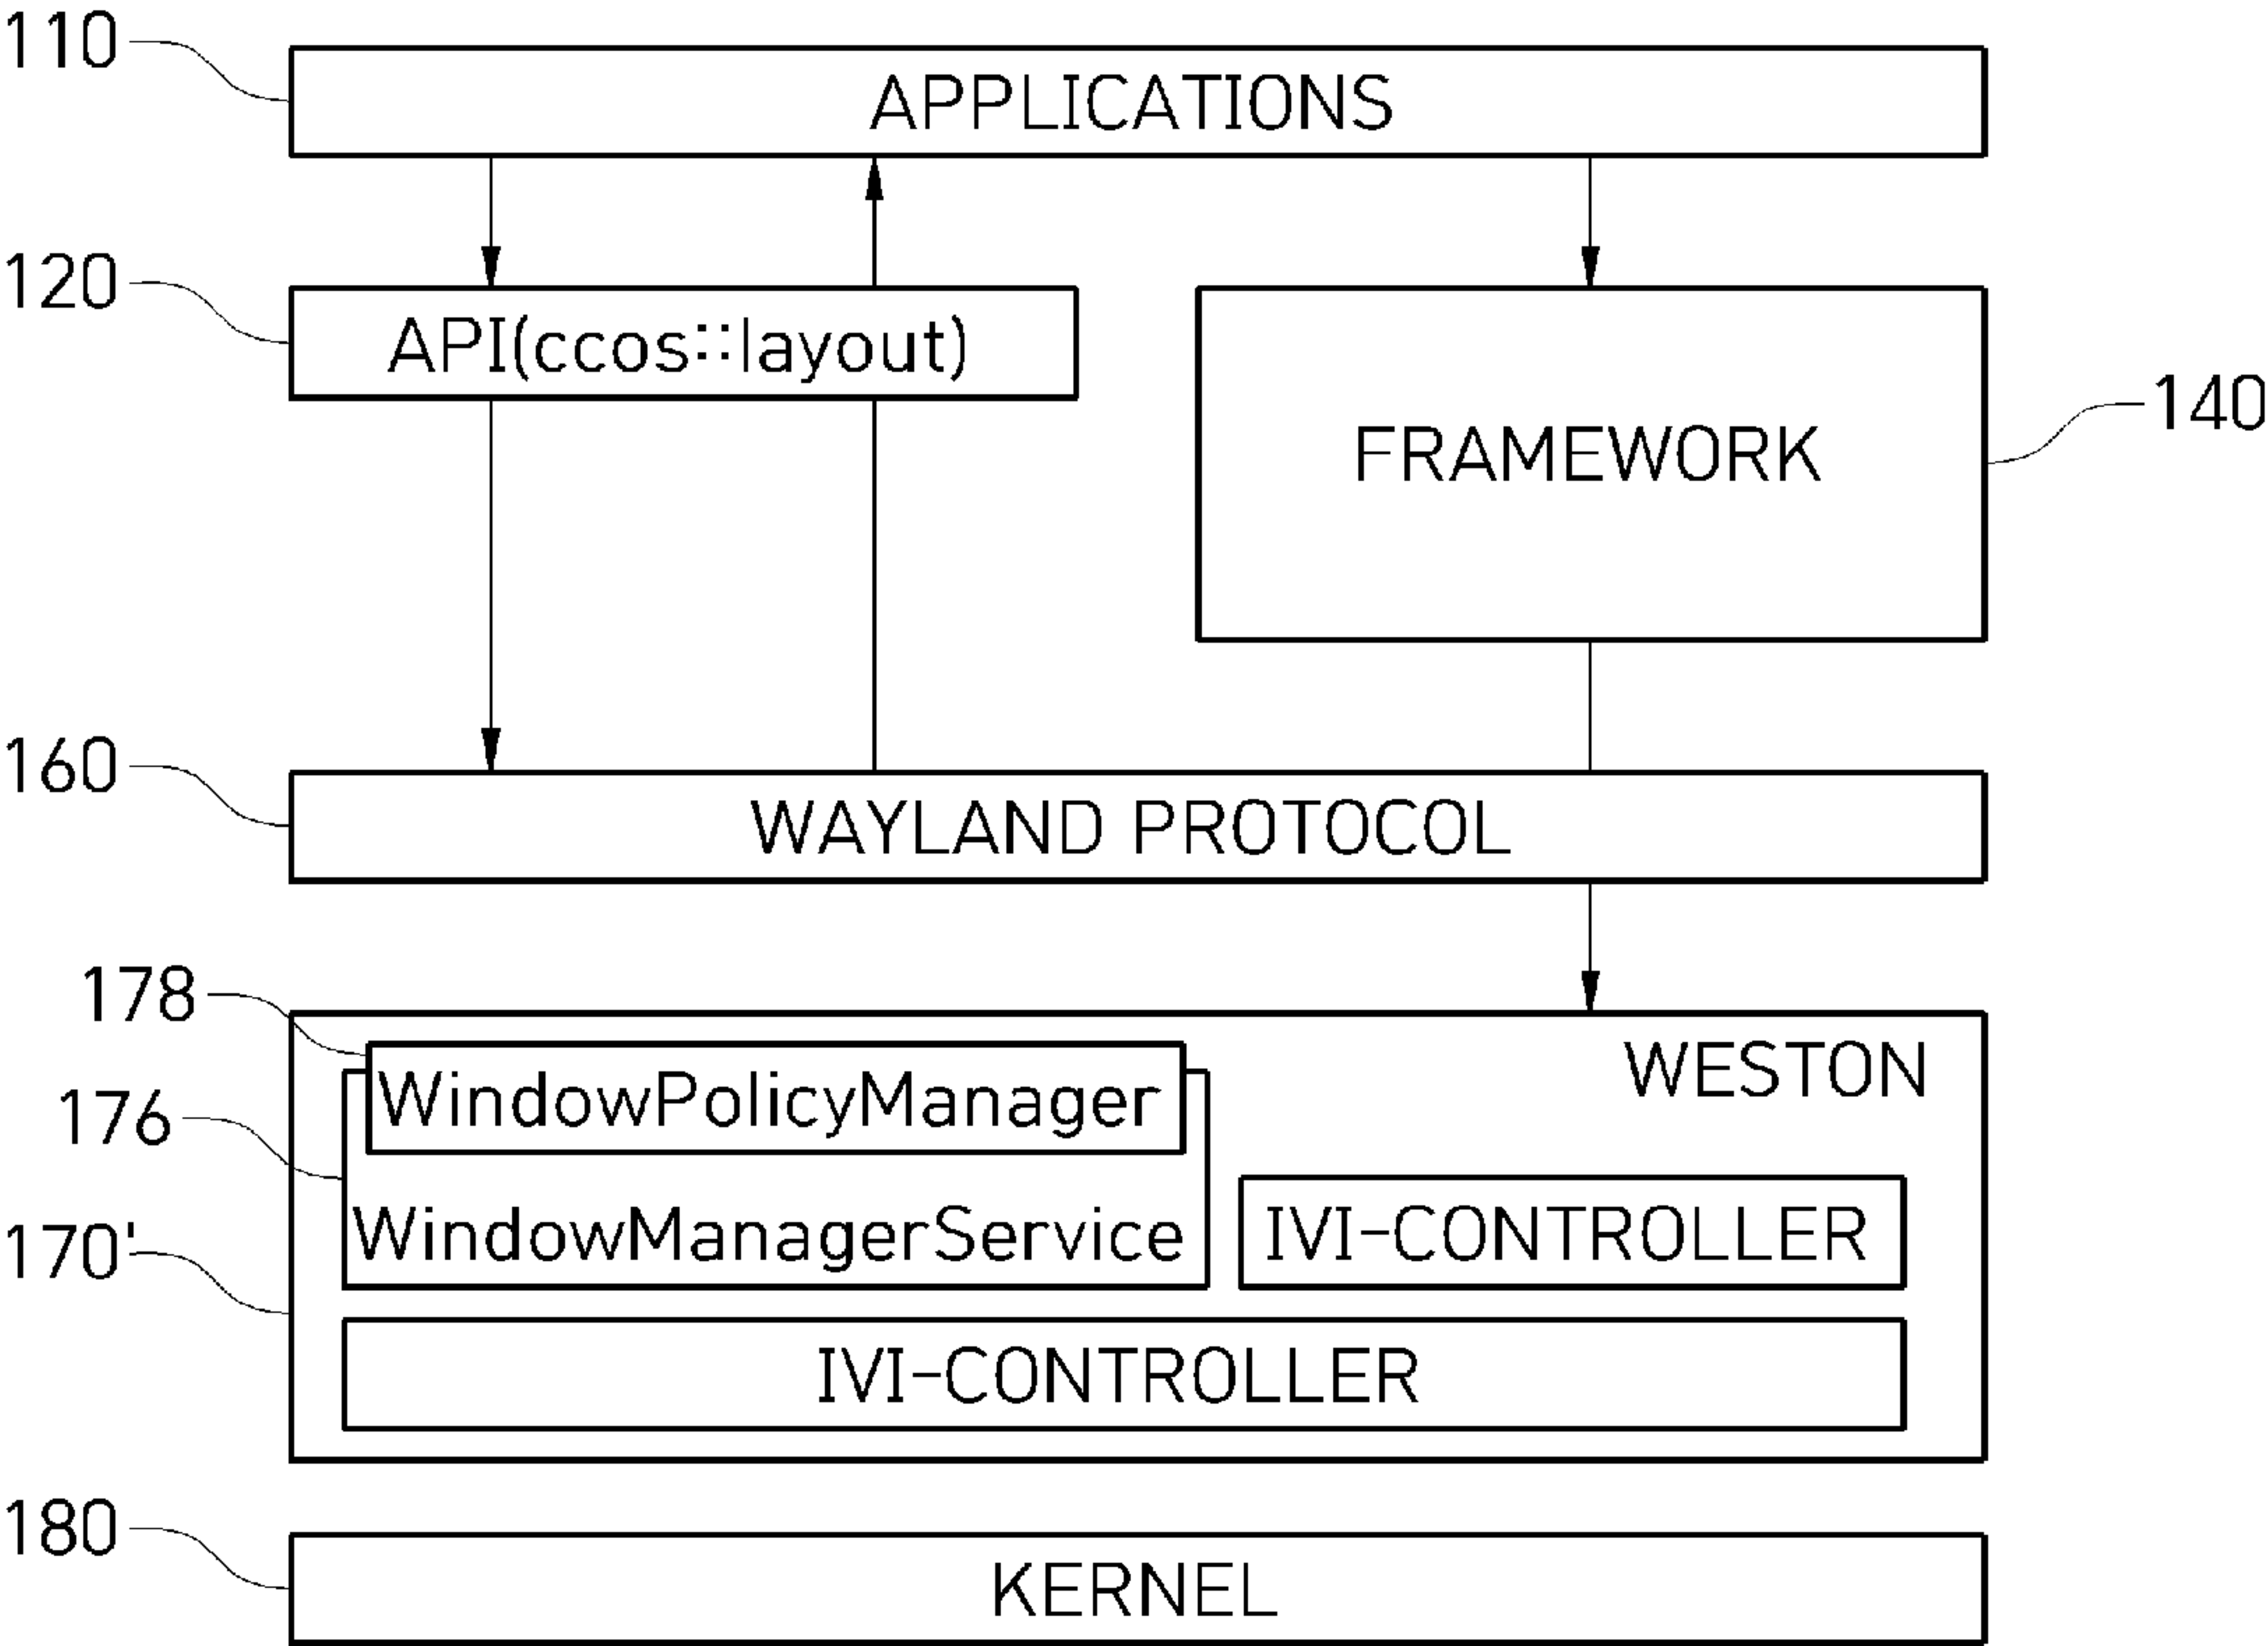 110
APPLICATIONS
120
API(ccos::layout)
FRAMEWORK
140
160
WAYLAND PROTOCOL
178
WindowPolicyManager
WESTON
176
WindowManagerService
IVI-CONTROLLER
170'
IVI-CONTROLLER
180
KERNEL